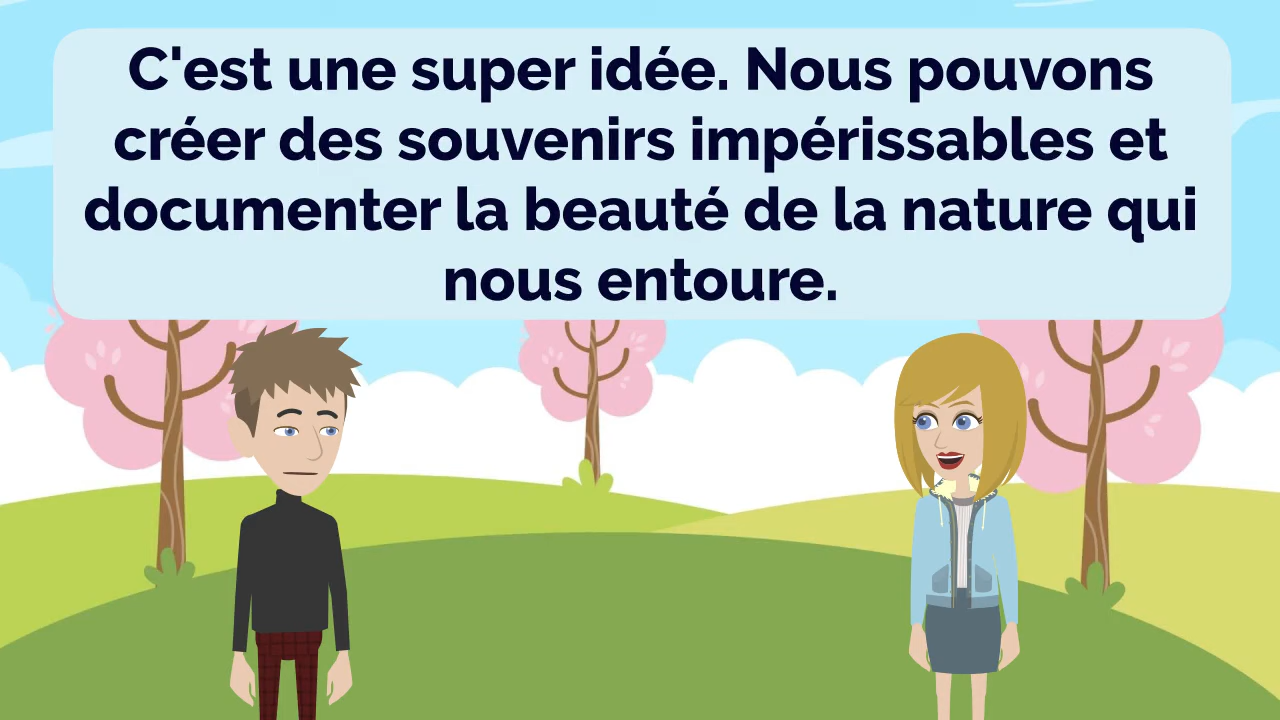 C'est une super idée. Nous pouvons
créer des souvenirs impérissables et
documenter la beauté de la nature qui
nous entoure.